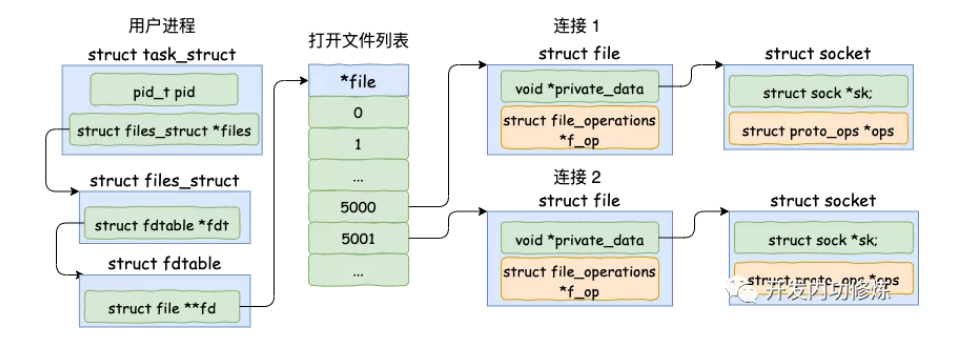 用户进程
struct task_struct
pid_t pid
struct files_struct *files
struct files_struct
struct fdtable *fdt
struct fdtable
struct file **fd
打开文件列表
*file
0
1
...
5000
5001
...
连接 1
struct file
void *private_data
struct file_operations
*f_op
struct socket
struct sock *sk;
struct proto_ops *ops
连接 2
struct file
void *private_data
struct file_operations
*f_op
struct socket
struct sock *sk;
struct proto_ops *ops
开发内功修炼